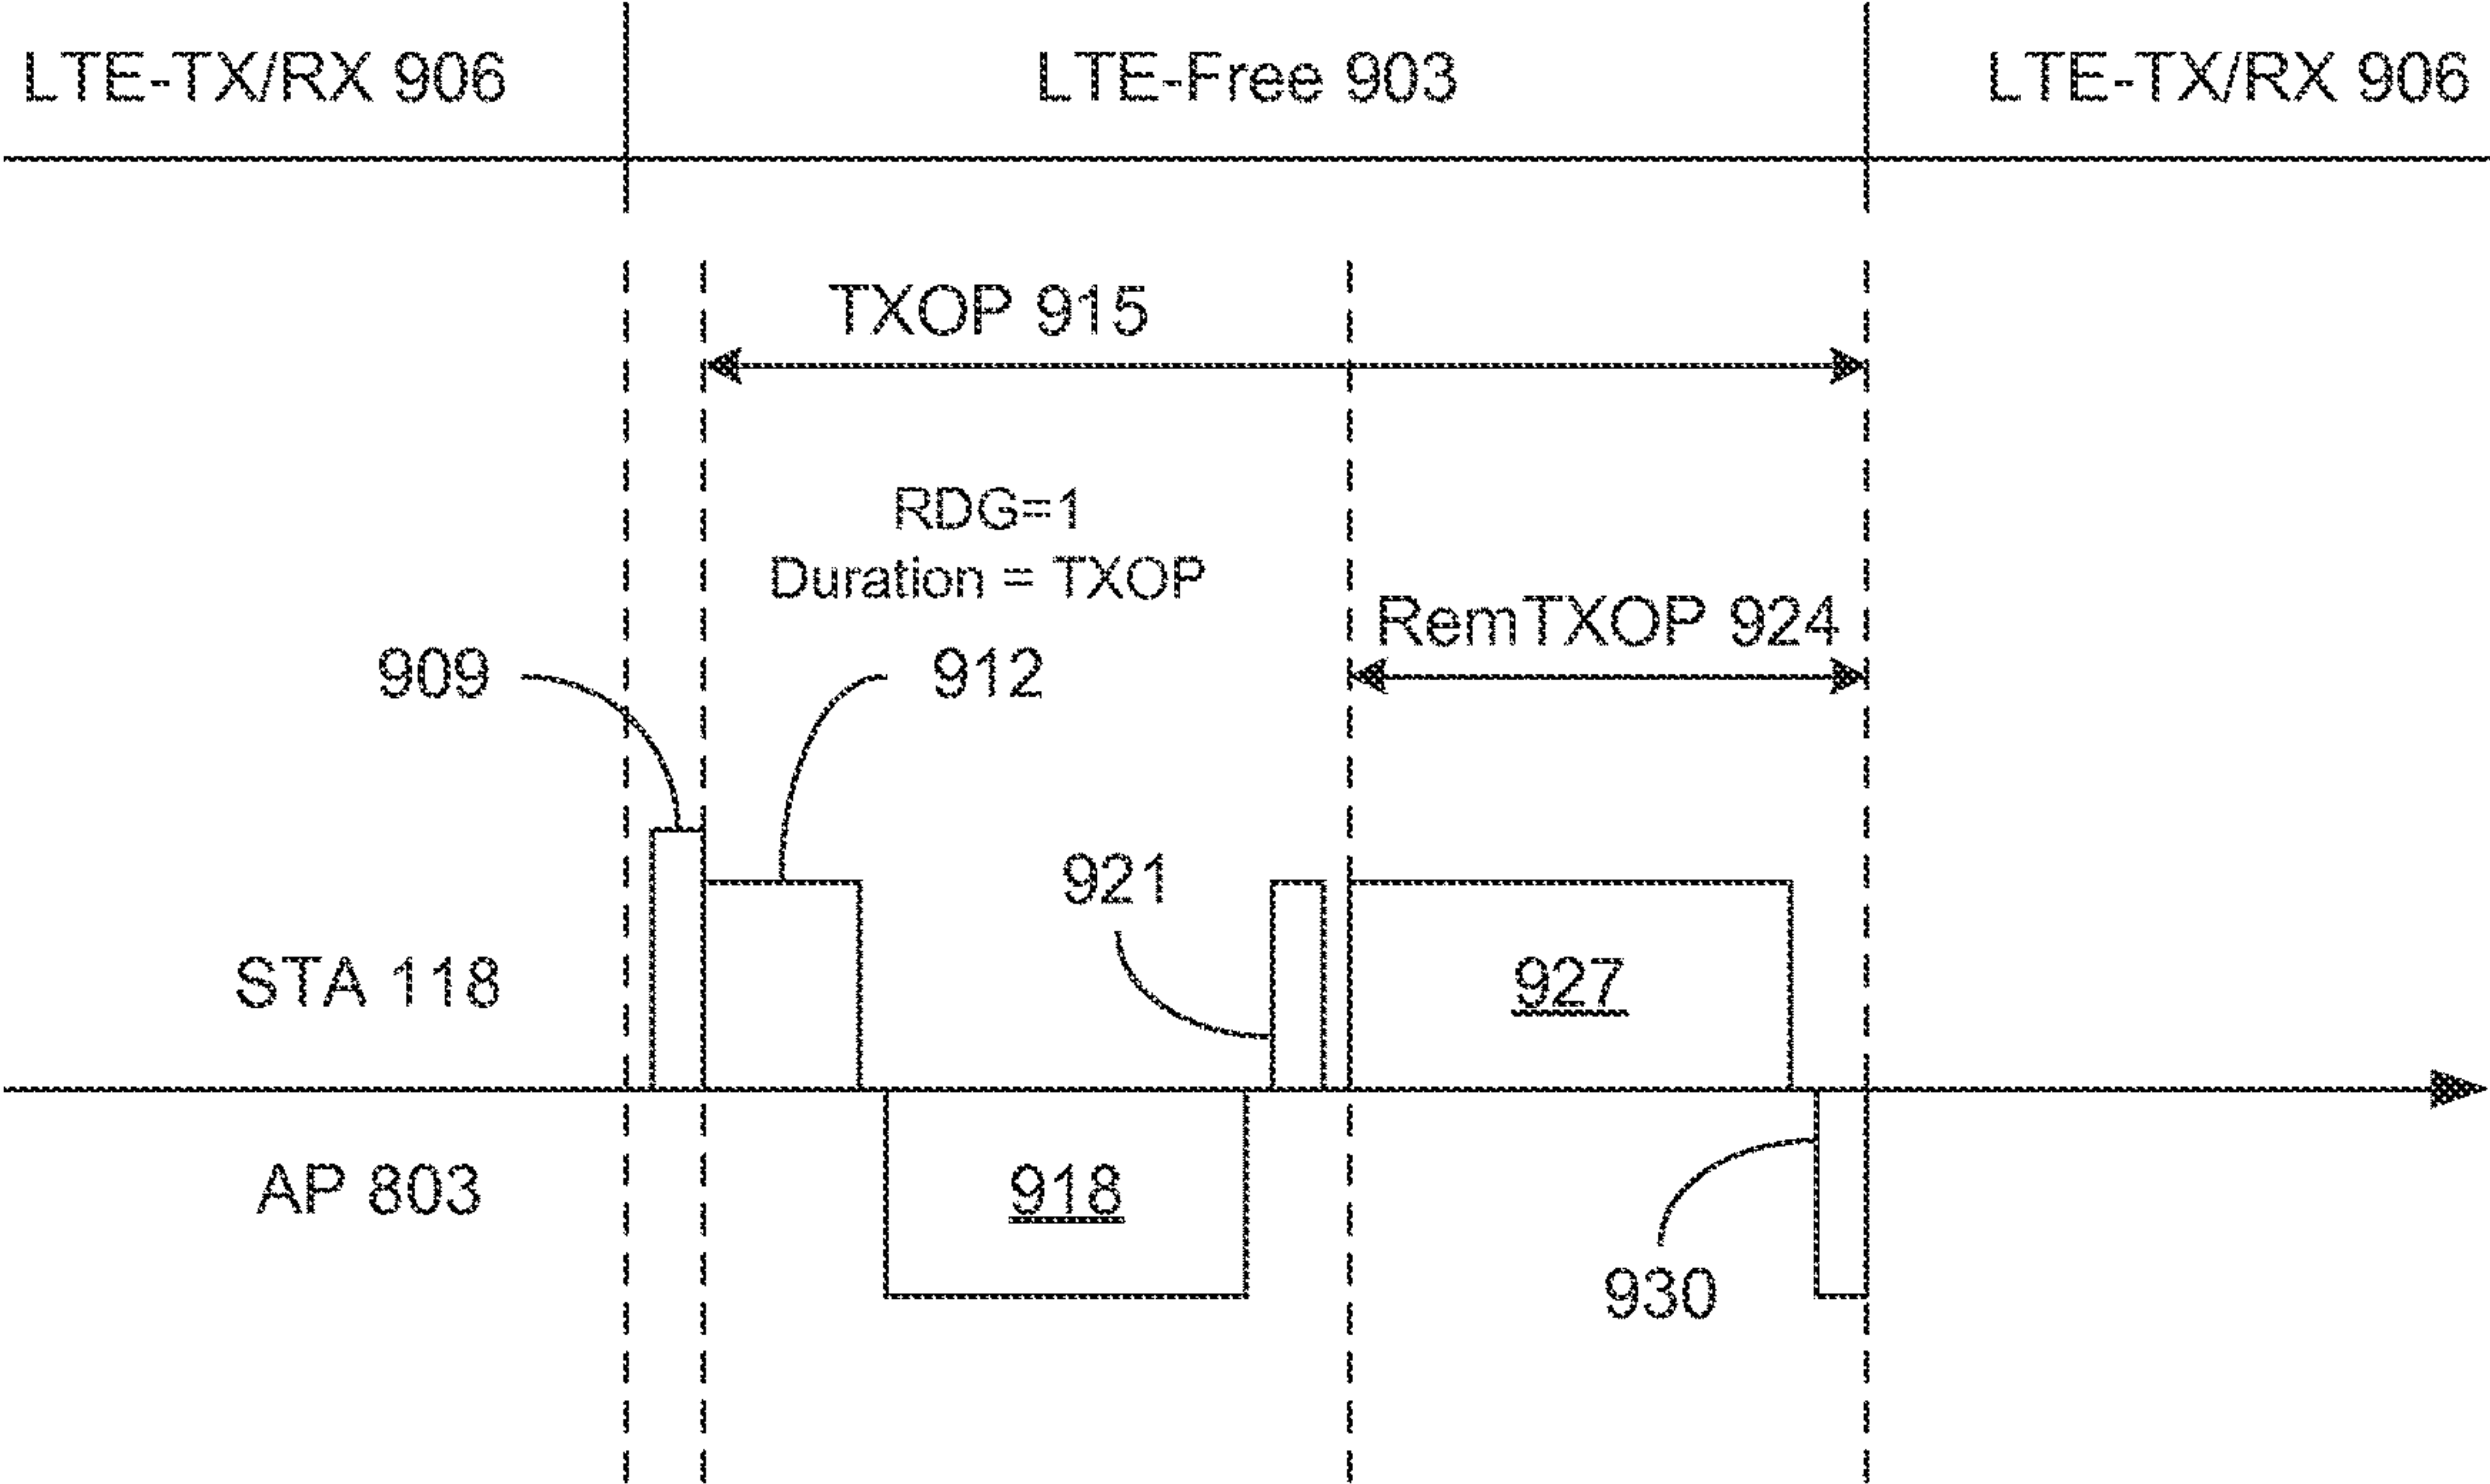 LTE-TX/RX 906
LTE-Free 903
LTE-TX/RX 906
TXOP 915
RDG=1
Duration = TXOP
RemTXOP 924
909
912
921
STA 118
927
AP 803
918
930